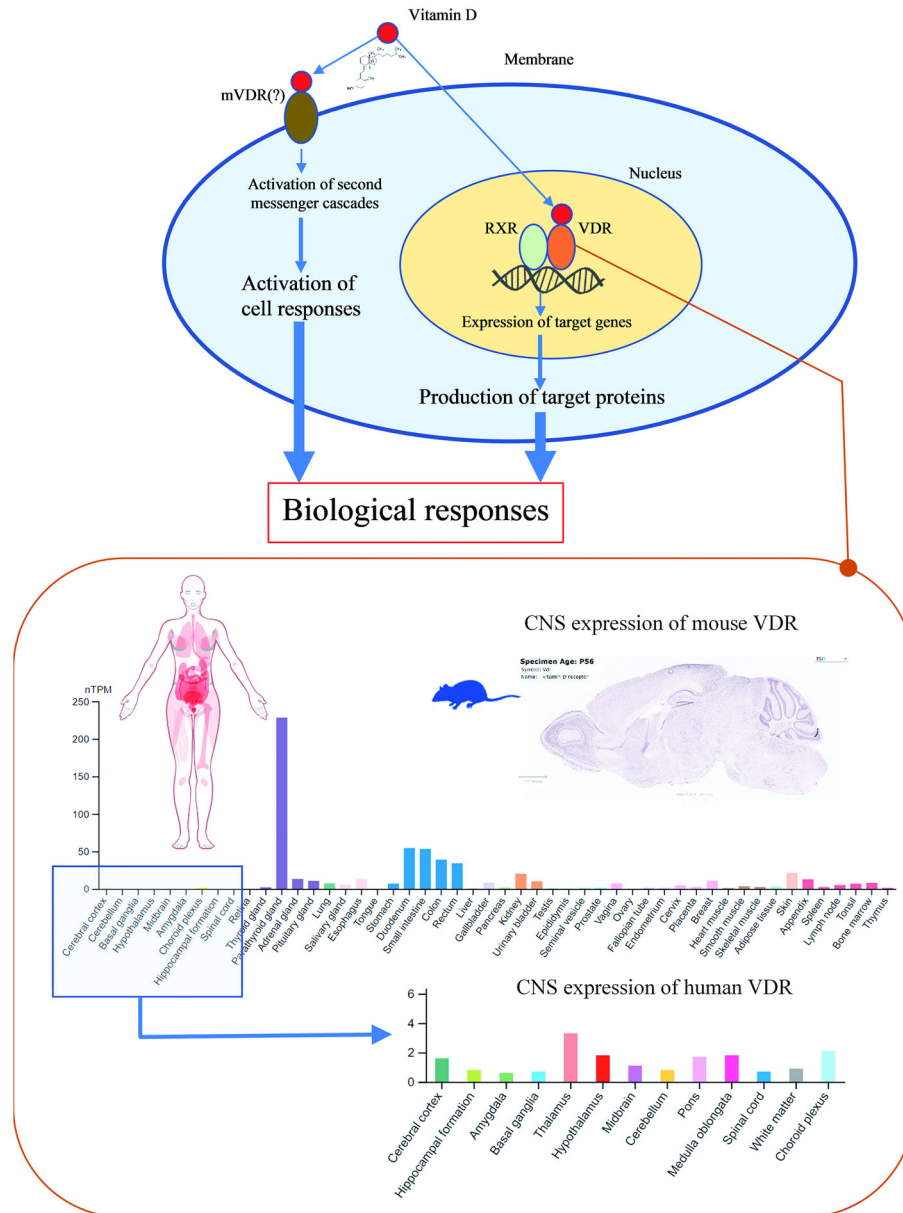 Vitamin D
Membrane
mVDR(?)
Activation of second
messenger cascades
Nucleus
RXR
VDR
Activation of
cell responses
Expression of target genes
Production of target proteins
Biological responses
CNS expression of mouse VDR
Specimen Age: P56
Symbol: Vdr
Name: vitamin D receptor
nTPM
250
200
150
100
50
0
Cerebral cortex
Cerebellum
Basal ganglia
Hypothalamus
Midbrain
Amygdala
Choroid plexus
Hippocampal formation
Spinal cord
Retina
Thyroid gland
Parathyroid gland
Adrenal gland
Pituitary gland
Lung
Salivary gland
Esophagus
Tongue
Stomach
Duodenum
Small intestine
Colon
Rectum
Liver
Gallbladder
Pancreas
Kidney
Urinary bladder
Testis
Epididymis
Seminal vesicle
Prostate
Vagina
Ovary
Fallopian tube
Endometrium
Cervix
Placenta
Breast
Heart muscle
Smooth muscle
Skeletal muscle
Adipose tissue
Skin
Appendix
Spleen
Lymph node
Tonsil
Bone marrow
Thymus
CNS expression of human VDR
6
4
2
0
Cerebral cortex
Hippocampal formation
Amygdala
Basal ganglia
Thalamus
Hypothalamus
Midbrain
Cerebellum
Pons
Medulla oblongata
Spinal cord
White matter
Choroid plexus